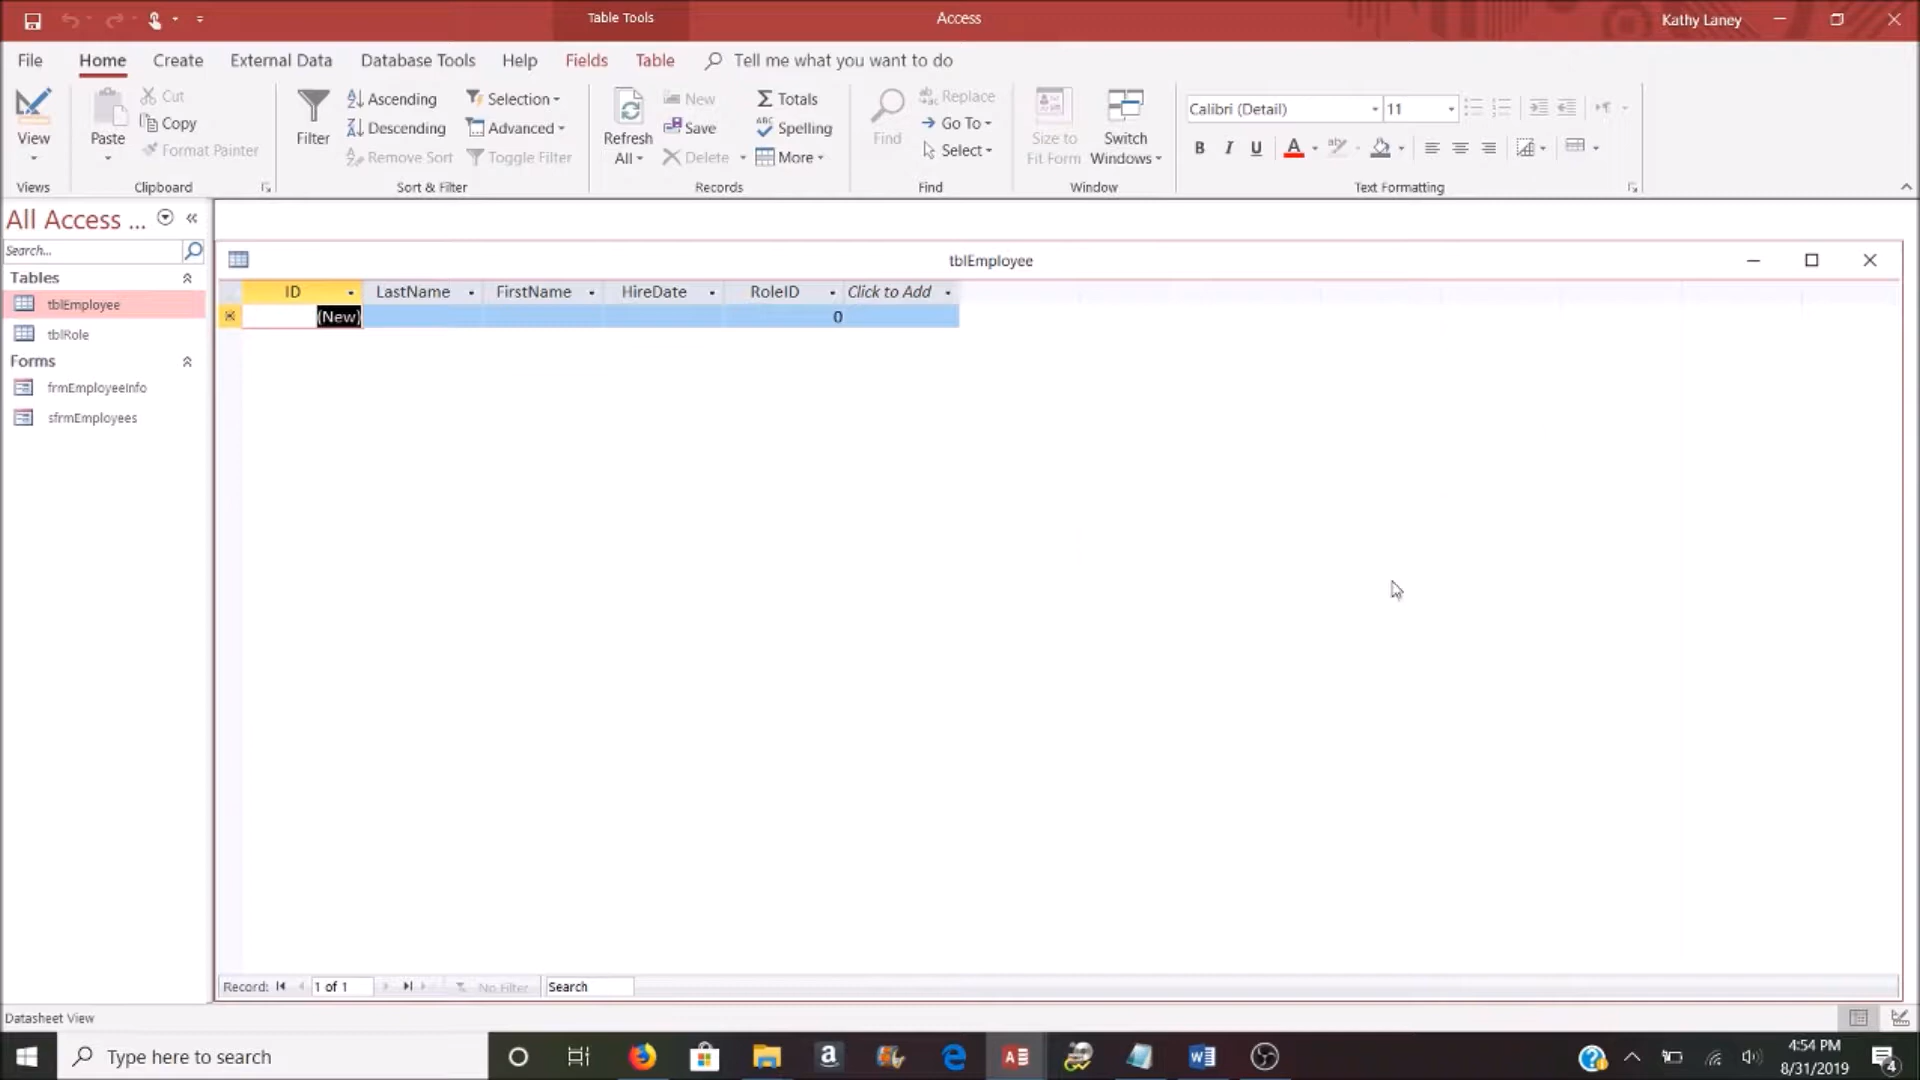 Table Tools
Access
Kathy Laney
File
Home
Create
External Data
Database Tools
Help
Fields
Table
Tell me what you want to do
View
Views
Paste
Cut
Copy
Format Painter
Clipboard
Filter
Ascending
Descending
Remove Sort
Selection
Advanced
Toggle Filter
Sort & Filter
Refresh
All
New
Save
Delete
Totals
Spelling
More
Records
Find
Replace
Go To
Select
Find
Size to
Fit Form
Switch
Windows
Window
Calibri (Detail)
11
B
I
U
A
Text Formatting
All Access ...
Search...
Tables
tblEmployee
tblRole
Forms
frmEmployeeInfo
sfrmEmployees
tblEmployee
ID
LastName
FirstName
HireDate
RoleID
Click to Add
(New)
0
Record:
1 of 1
No Filter
Search
Datasheet View
Type here to search
4:54 PM
8/31/2019
4